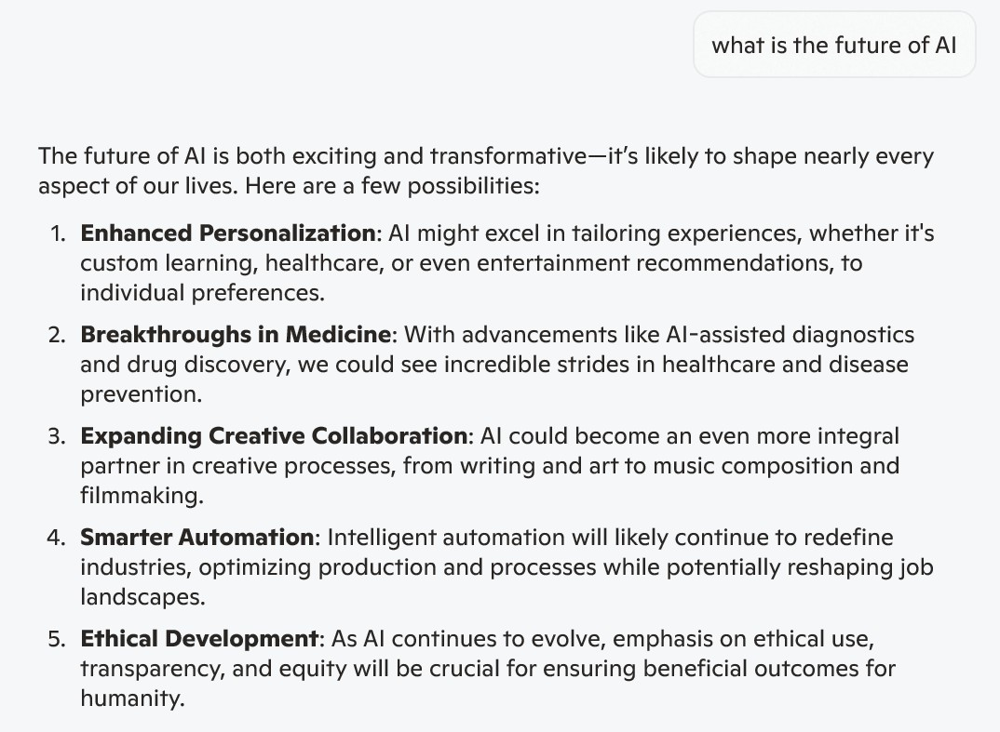 what is the future of AI
The future of AI is both exciting and transformative—it’s likely to shape nearly every
aspect of our lives. Here are a few possibilities:
1. Enhanced Personalization: AI might excel in tailoring experiences, whether it's
custom learning, healthcare, or even entertainment recommendations, to
individual preferences.
2. Breakthroughs in Medicine: With advancements like AI-assisted diagnostics
and drug discovery, we could see incredible strides in healthcare and disease
prevention.
3. Expanding Creative Collaboration: AI could become an even more integral
partner in creative processes, from writing and art to music composition and
filmmaking.
4. Smarter Automation: Intelligent automation will likely continue to redefine
industries, optimizing production and processes while potentially reshaping job
landscapes.
5. Ethical Development: As AI continues to evolve, emphasis on ethical use,
transparency, and equity will be crucial for ensuring beneficial outcomes for
humanity.